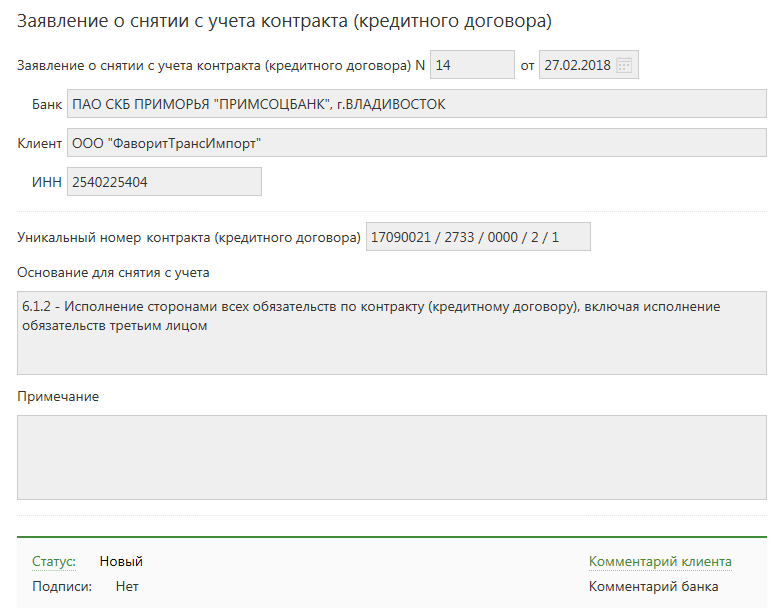 Заявление о снятии с учета контракта (кредитного договора)
Заявление о снятии с учета контракта (кредитного договора) N 14 от 27.02.2018
Банк ПАО СКБ ПРИМОРЬЯ "ПРИМСОЦБАНК", г.ВЛАДИВОСТОК
Клиент ООО "ФаворитТрансИмпорт"
ИНН 2540225404
Уникальный номер контракта (кредитного договора) 17090021 / 2733 / 0000 / 2 / 1
Основание для снятия с учета
6.1.2 - Исполнение сторонами всех обязательств по контракту (кредитному договору), включая исполнение
обязательств третьим лицом
Примечание
Статус: Новый Комментарий клиента
Подписи: Нет Комментарий банка